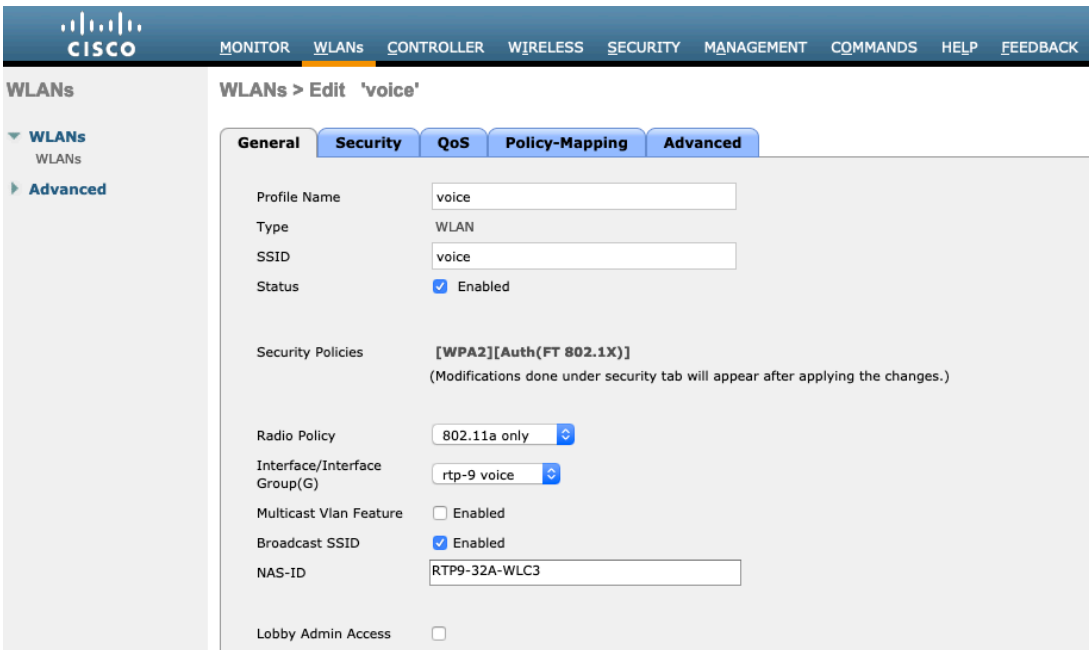 CISCO
MONITOR WLANs CONTROLLER WIRELESS SECURITY MANAGEMENT COMMANDS HELP FEEDBACK
WLANs
WLANs > Edit 'voice'
WLANs
WLANs
Advanced
General Security QoS Policy-Mapping Advanced
Profile Name voice
Type WLAN
SSID voice
Status Enabled
Security Policies [WPA2][Auth(FT 802.1X)]
(Modifications done under security tab will appear after applying the changes.)
Radio Policy 802.11a only
Interface/Interface
Group(G) rtp-9 voice
Multicast Vlan Feature Enabled
Broadcast SSID Enabled
NAS-ID RTP9-32A-WLC3
Lobby Admin Access